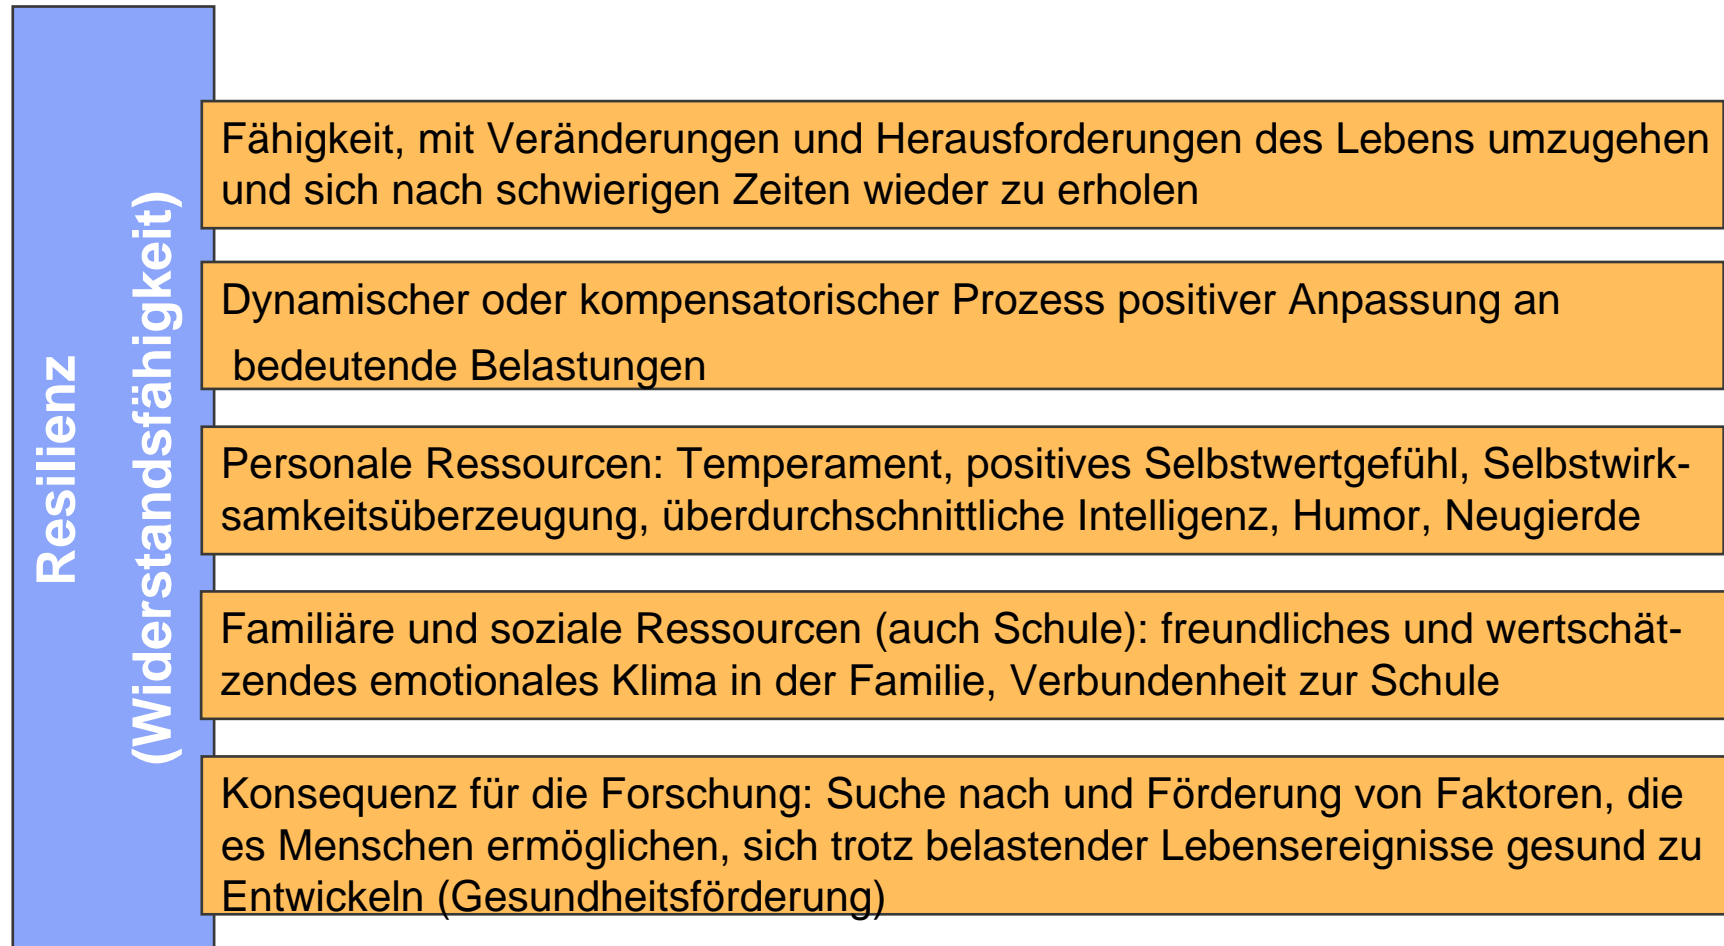 Resilienz
(Widerstandsfähigkeit)
Fähigkeit, mit Veränderungen und Herausforderungen des Lebens umzugehen
und sich nach schwierigen Zeiten wieder zu erholen
Dynamischer oder kompensatorischer Prozess positiver Anpassung an
bedeutende Belastungen
Personale Ressourcen: Temperament, positives Selbstwertgefühl, Selbstwirk-
samkeitsüberzeugung, überdurchschnittliche Intelligenz, Humor, Neugierde
Familiäre und soziale Ressourcen (auch Schule): freundliches und wertschät-
zendes emotionales Klima in der Familie, Verbundenheit zur Schule
Konsequenz für die Forschung: Suche nach und Förderung von Faktoren, die
es Menschen ermöglichen, sich trotz belastender Lebensereignisse gesund zu
Entwickeln (Gesundheitsförderung)